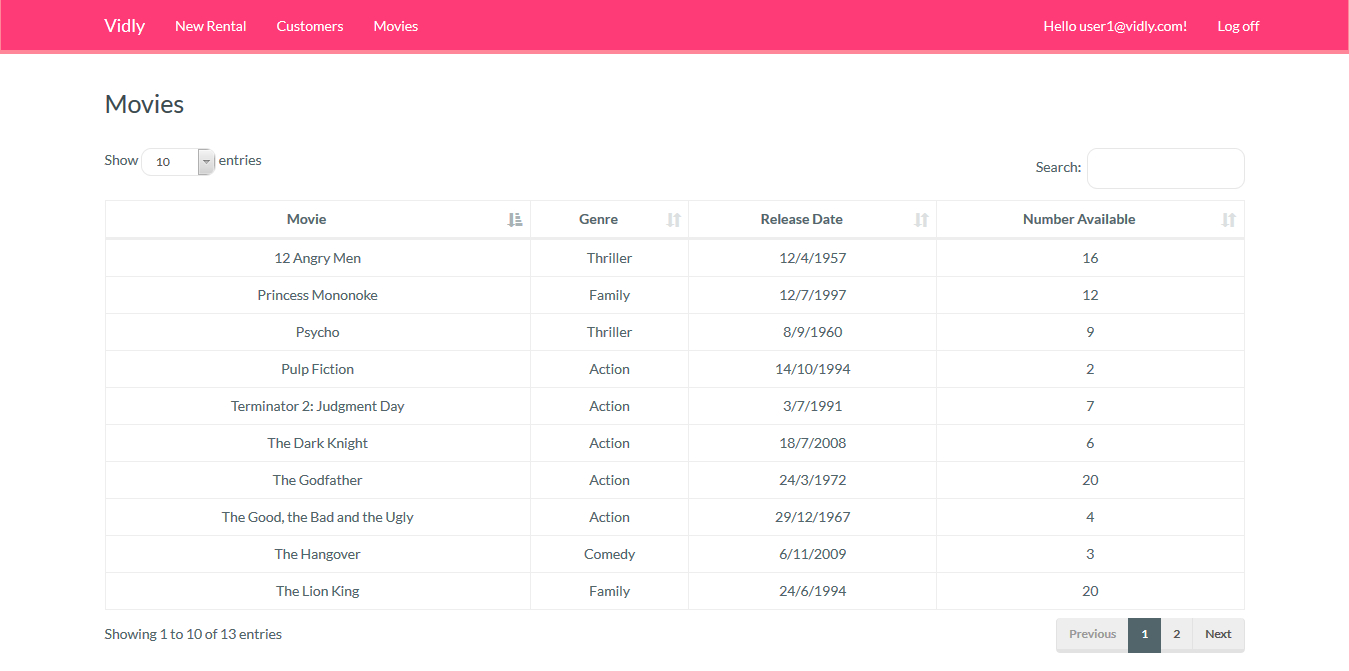 Vidly New Rental Customers Movies Hello user1@vidly.com! Log off
Movies
Show 10 entries Search:
Movie Genre Release Date Number Available
12 Angry Men Thriller 12/4/1957 16
Princess Mononoke Family 12/7/1997 12
Psycho Thriller 8/9/1960 9
Pulp Fiction Action 14/10/1994 2
Terminator 2: Judgment Day Action 3/7/1991 7
The Dark Knight Action 18/7/2008 6
The Godfather Action 24/3/1972 20
The Good, the Bad and the Ugly Action 29/12/1967 4
The Hangover Comedy 6/11/2009 3
The Lion King Family 24/6/1994 20
Showing 1 to 10 of 13 entries Previous 1 2 Next